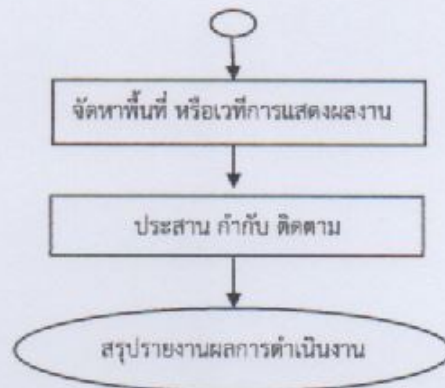 จัดหาพื้นที่ หรือเวทีการแสดงผลงาน
ประสาน กำกับ ติดตาม
สรุปรายงานผลการดำเนินงาน